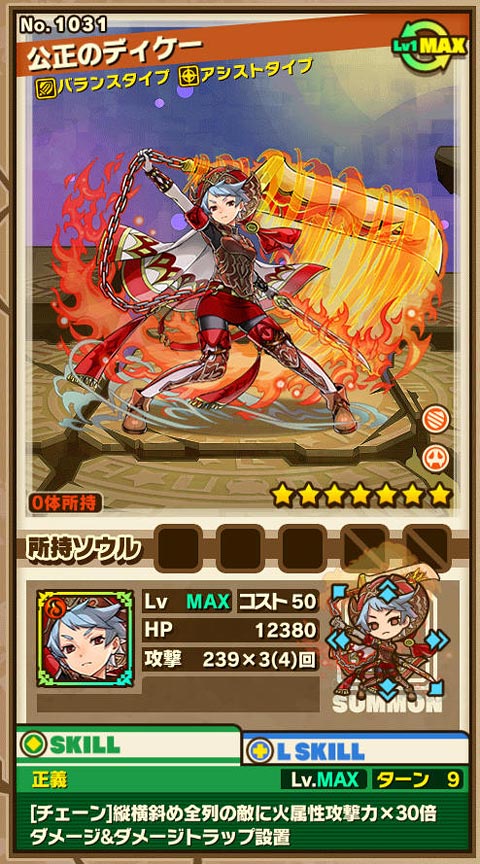 No.1031
公正のディケー
Lv1 MAX
バランスタイプ アシストタイプ
0体所持
所持ソウル
Lv MAX コスト 50
HP 12380
攻撃 239×3(4)回
SUMMON
SKILL
L SKILL
正義 Lv.MAX ターン 9
[チェーン]縦横斜め全列の敵に火属性攻撃力×30倍
ダメージ&ダメージトラップ設置